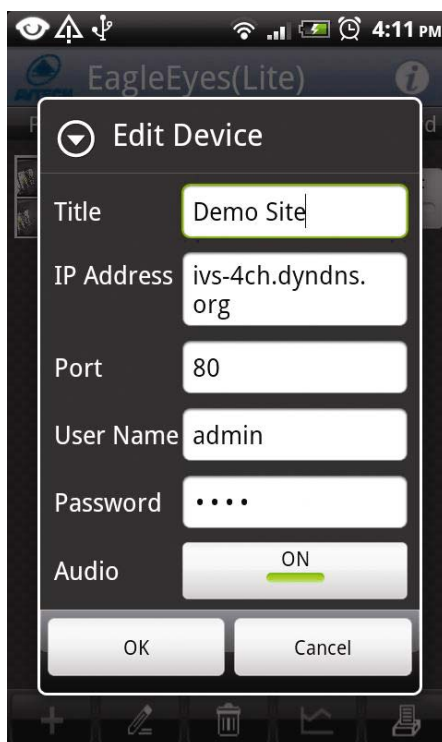 4:11 PM
AVTECH
EagleEyes(Lite)
Edit Device
Title
Demo Site
IP Address
ivs-4ch.dyndns.
org
Port
80
User Name
admin
Password
••••
Audio
ON
OK
Cancel